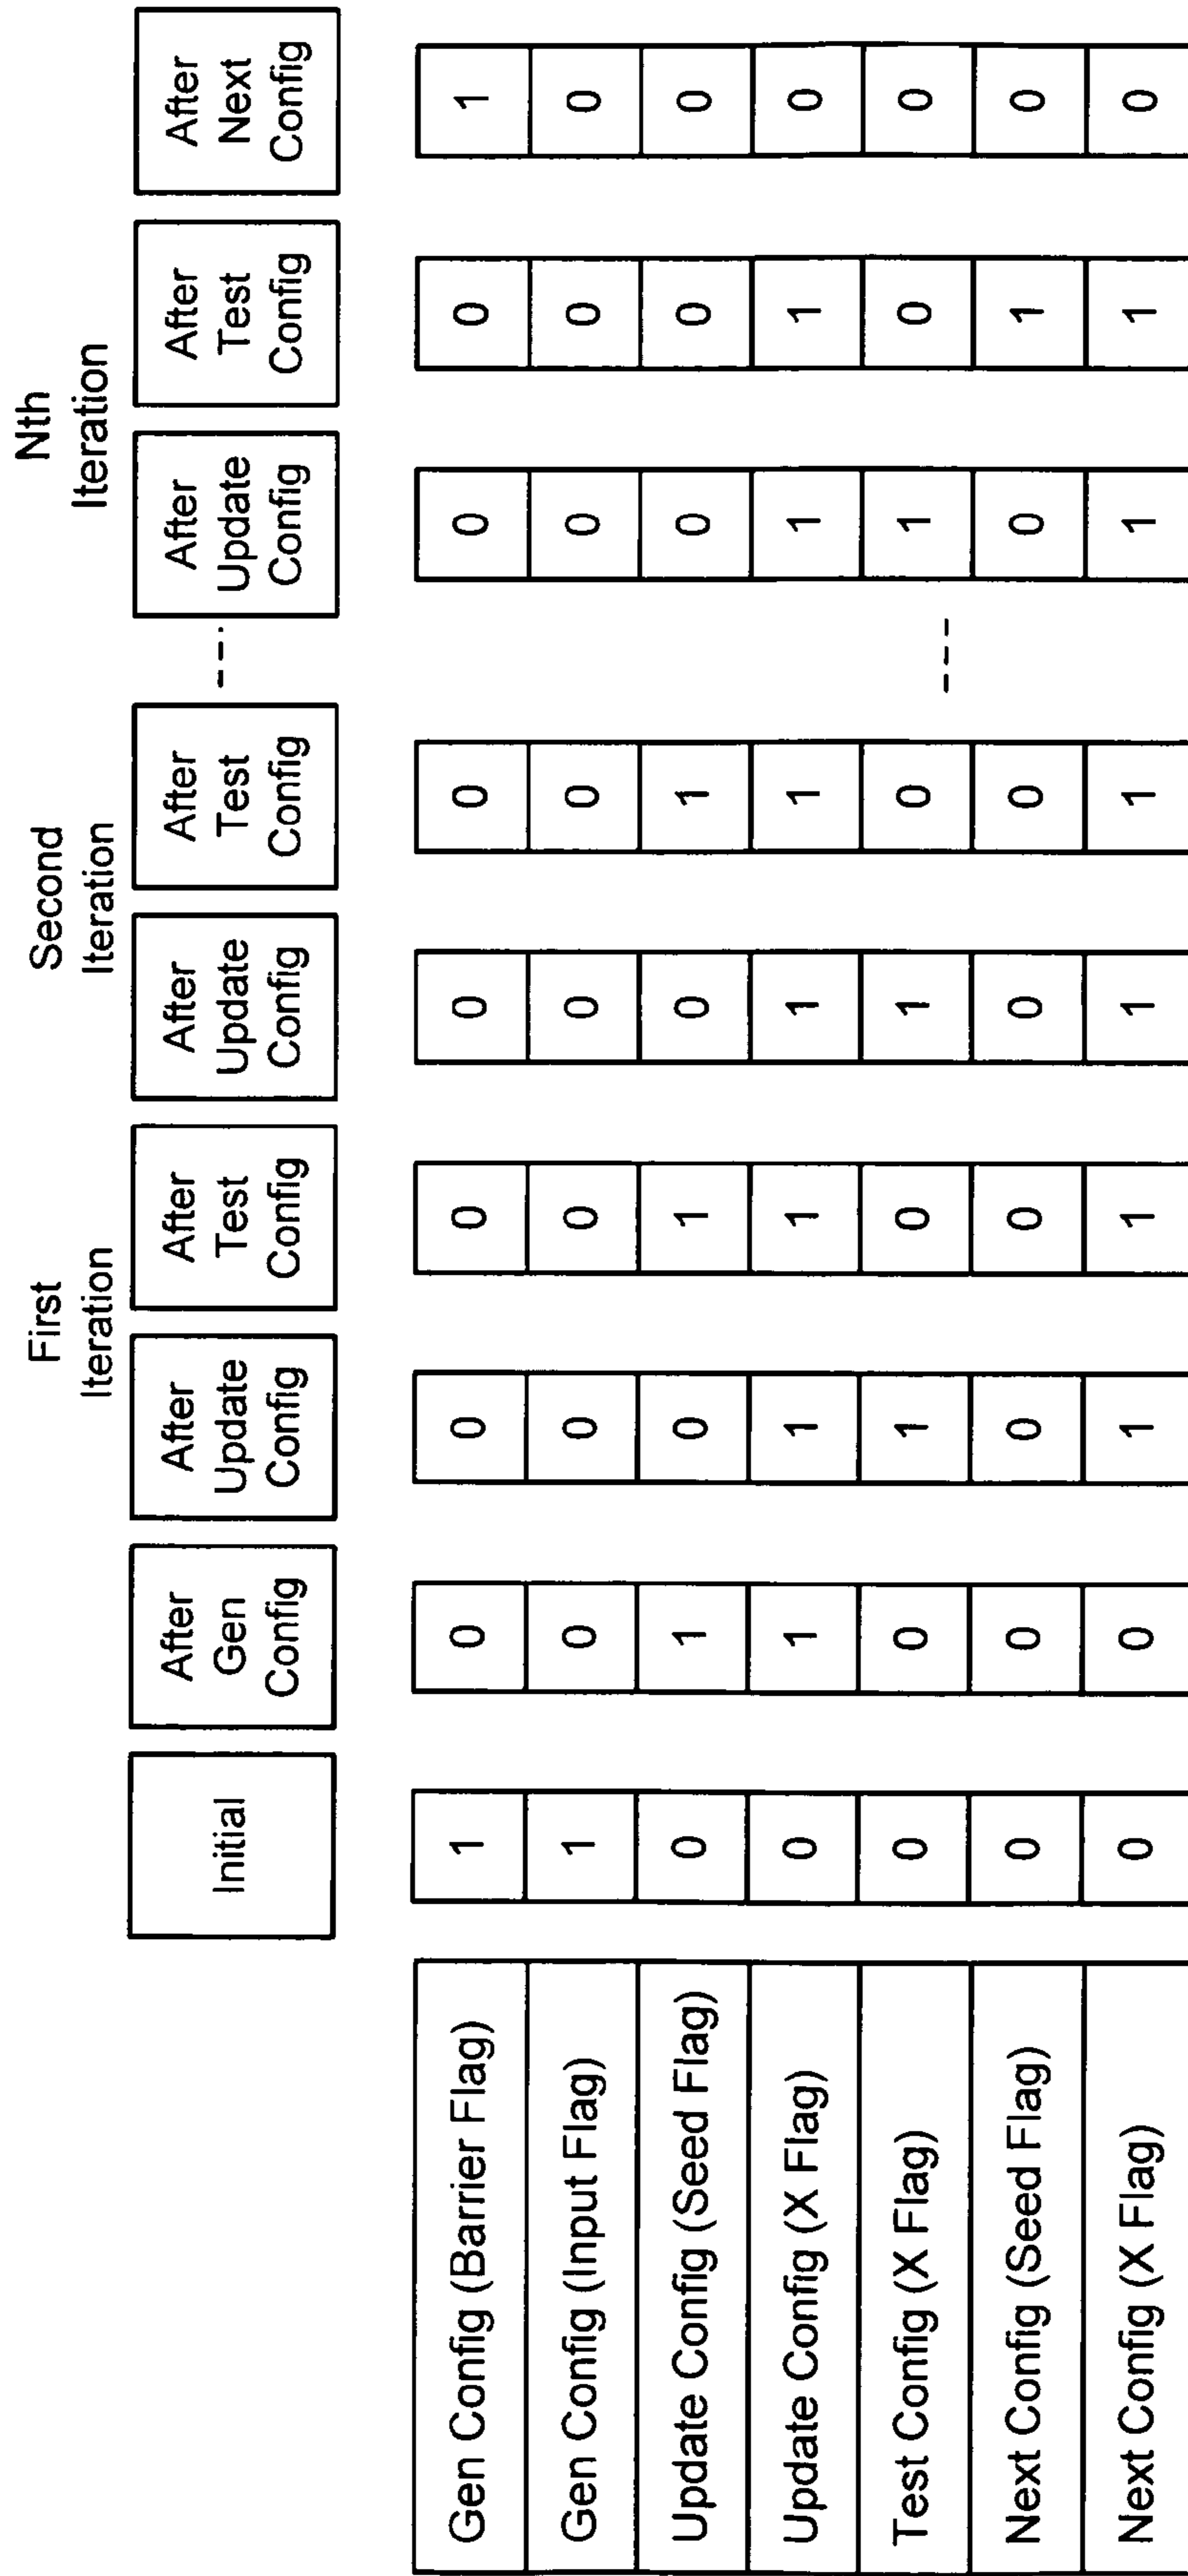 First
Iteration
Second
Iteration
Nth
Iteration
Initial
After
Gen
Config
After
Update
Config
After
Test
Config
After
Update
Config
After
Test
Config
After
Update
Config
After
Test
Config
After
Next
Config
Gen Config (Barrier Flag) 1 0 0 0 0 0 0 0 1
Gen Config (Input Flag) 1 0 0 0 0 0 0 0 0
Update Config (Seed Flag) 0 1 0 1 0 1 0 0 0
Update Config (X Flag) 0 1 1 1 1 1 1 1 0
Test Config (X Flag) 0 0 1 0 1 0 1 0 0
Next Config (Seed Flag) 0 0 0 0 0 0 0 1 0
Next Config (X Flag) 0 0 1 1 1 1 1 1 0